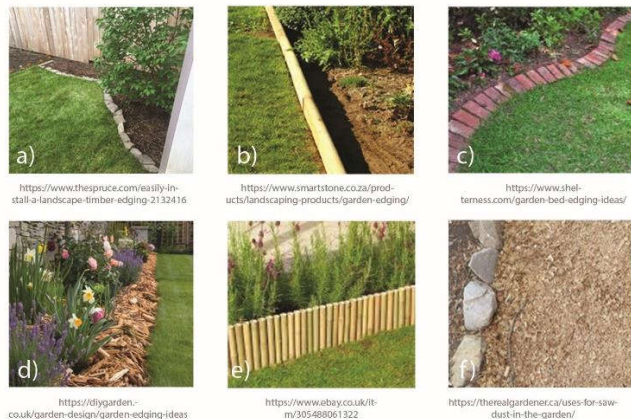 a)
b)
c)
https://www.thespruce.com/easily-in-
stall-a-landscape-timber-edging-2132416
https://www.smartstone.co.za/prod-
ucts/landscaping-products/garden-edging/
https://www.shel-
terness.com/garden-bed-edging-ideas/
d)
e)
f)
https://diygarden.-
co.uk/garden-design/garden-edging-ideas
https://www.ebay.co.uk/it-
m/305488061322
https://therealgardener.ca/uses-for-saw-
dust-in-the-garden/